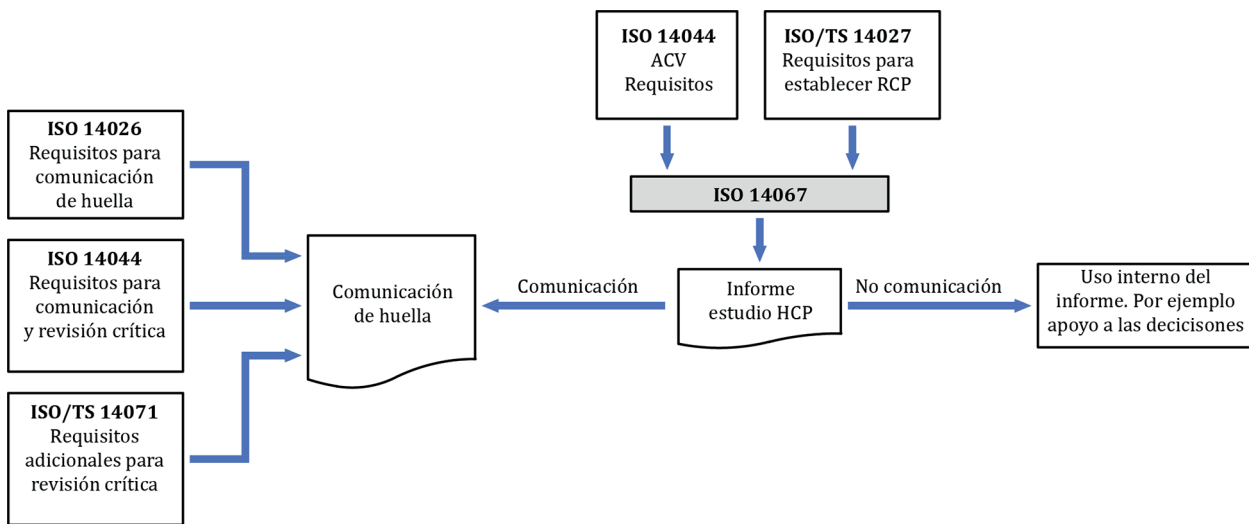 ISO 14044
ACV
Requisitos
ISO/TS 14027
Requisitos para
establecer RCP
ISO 14026
Requisitos para
comunicación
de huella
ISO 14067
ISO 14044
Requisitos para
comunicación
y revisión crítica
Comunicación
de huella
Comunicación
Informe
estudio HCP
No comunicación
Uso interno del
informe. Por ejemplo
apoyo a las decicisones
ISO/TS 14071
Requisitos
adicionales para
revisión crítica